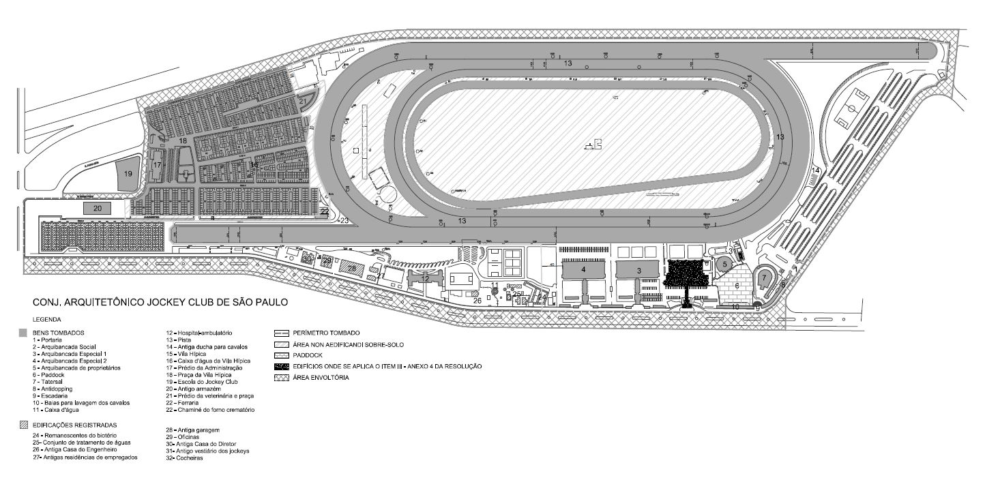 13
21
13
18
17
16
14
19
20
22
23
13
30
29
28
27
12
4
3
3
5
7
6
8
1
11
25
24
26
10
9
CONJ, ARQUITETÔNICO JOCKEY CLUB DE SÃO PAULO
LEGENDA
BENS TOMBADOS
1 - Portaria
2 - Arquibancada Social
3 - Arquibancada Especial 1
4 - Arquibancada Especial 2
5 - Arquibancada de proprietários
6 - Paddock
7 - Tatersal
8 - Antidopping
9 - Escadaria
10 - Baias para lavagem dos cavalos
11 - Caixa d'água
12 - Hospital-ambulatório
13 - Pista
14 - Antiga ducha para cavalos
15 - Vila Hípica
16 - Caixa d'água da Vila Hípica
17 - Prédio da Administração
18 - Praça da Vila Hípica
19 - Escola do Jockey Club
20 - Antigo armazém
21 - Prédio da veterinária e praça
22 - Ferraria
22 - Chaminé do forno crematório
PERÍMETRO TOMBADO
ÁREA NON AEDIFICANDI SOBRE-SOLO
PADDOCK
EDIFÍCIOS ONDE SE APLICA O ITEM III - ANEXO 4 DA RESOLUÇÃO
ÁREA ENVOLTÓRIA
EDIFICAÇÕES REGISTRADAS
24 - Remanescentes do biotério
25- Conjunto de tratamento de águas
26 - Antiga Casa do Engenheiro
27- Antigas residências de empregados
28 - Antiga garagem
29 - Oficinas
30- Antiga Casa do Diretor
31- Antigo vestiário dos jockeys
32- Cocheiras